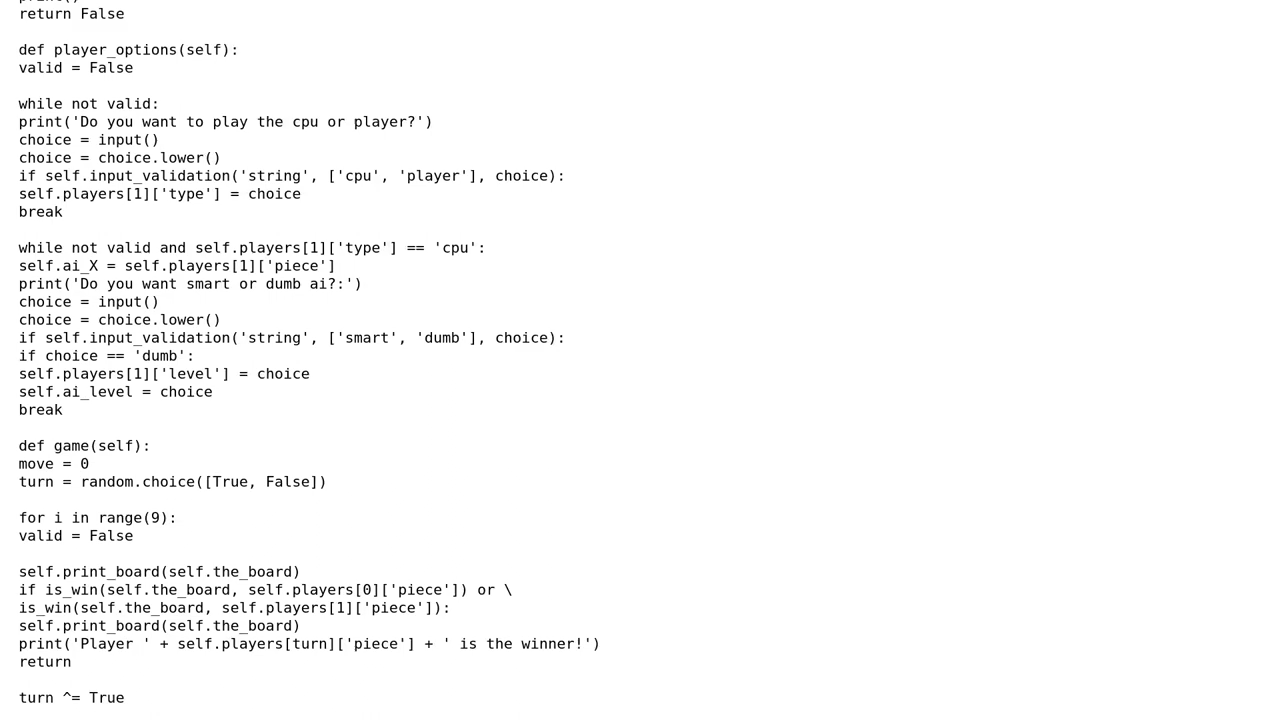 return False
def player_options(self):
valid = False
while not valid:
print('Do you want to play the cpu or player?')
choice = input()
choice = choice.lower()
if self.input_validation('string', ['cpu', 'player'], choice):
self.players[1]['type'] = choice
break
while not valid and self.players[1]['type'] == 'cpu':
self.ai_X = self.players[1]['piece']
print('Do you want smart or dumb ai?:')
choice = input()
choice = choice.lower()
if self.input_validation('string', ['smart', 'dumb'], choice):
if choice == 'dumb':
self.players[1]['level'] = choice
self.ai_level = choice
break
def game(self):
move = 0
turn = random.choice([True, False])
for i in range(9):
valid = False
self.print_board(self.the_board)
if is_win(self.the_board, self.players[0]['piece']) or \
is_win(self.the_board, self.players[1]['piece']):
self.print_board(self.the_board)
print('Player ' + self.players[turn]['piece'] + ' is the winner!')
return
turn ^= True